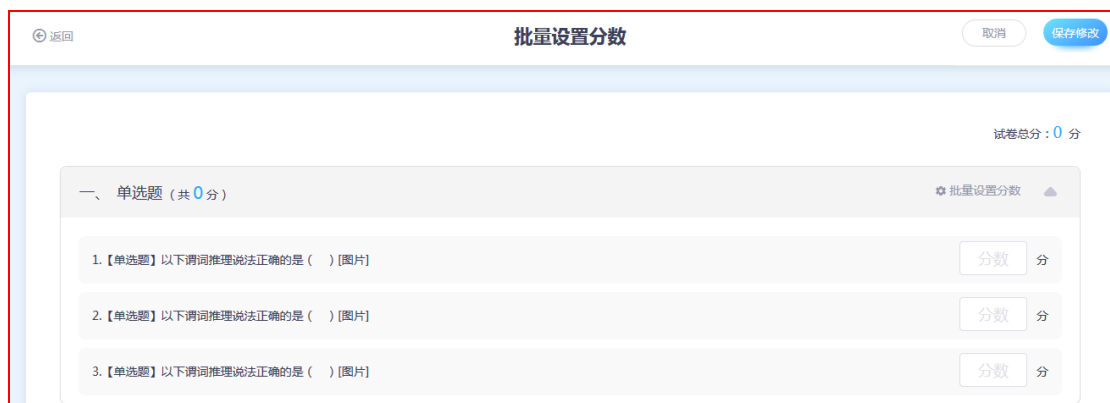 返回
批量设置分数
取消
保存修改
试卷总分：0 分
一、 单选题（共0分）
批量设置分数
1.【单选题】以下谓词推理说法正确的是（ ）[图片]
分数 分
2.【单选题】以下谓词推理说法正确的是（ ）[图片]
分数 分
3.【单选题】以下谓词推理说法正确的是（ ）[图片]
分数 分